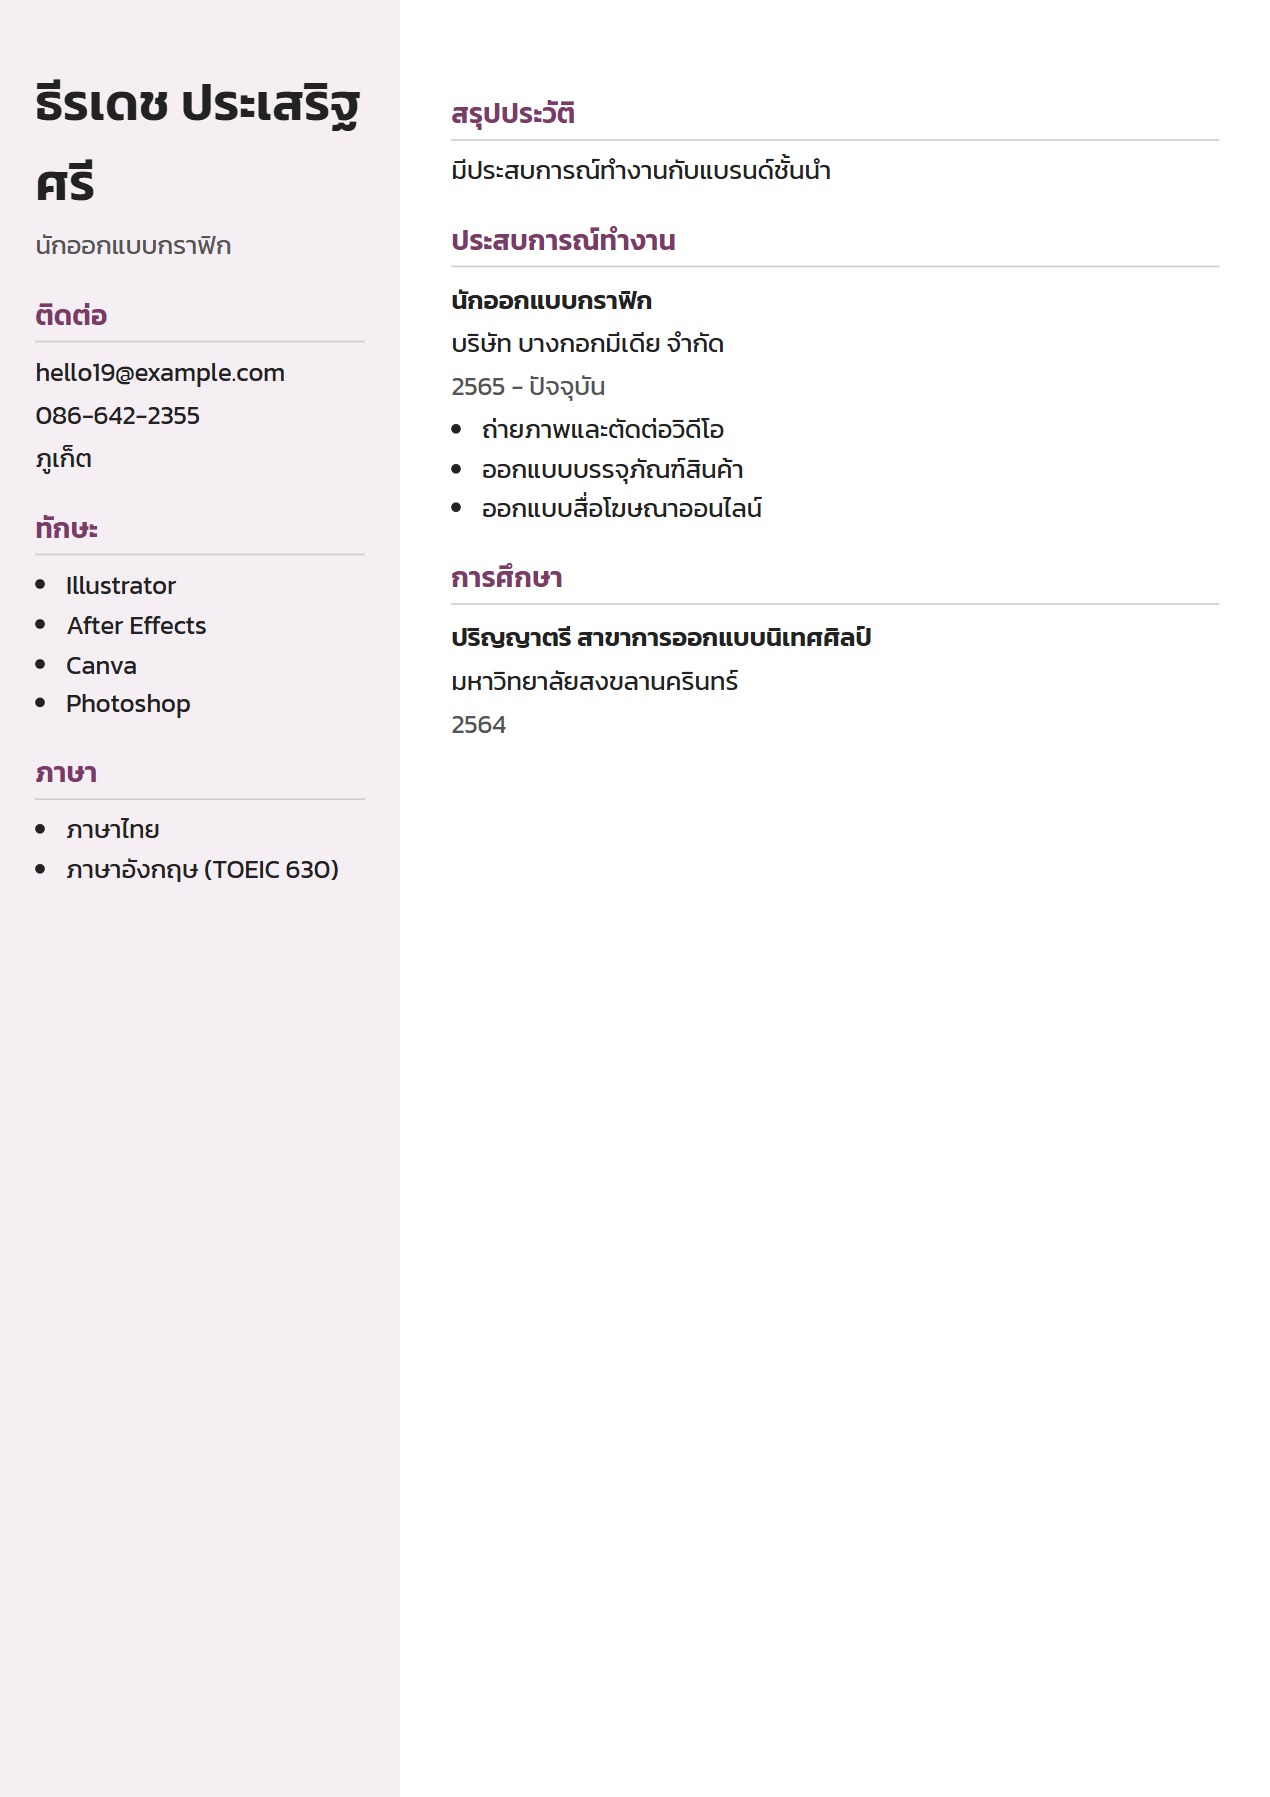 ธีรเดช ประเสริฐ
ศรี
นักออกแบบกราฟิก
ติดต่อ
hello19@example.com
086-642-2355
ภูเก็ต
ทักษะ
• Illustrator
• After Effects
• Canva
• Photoshop
ภาษา
• ภาษาไทย
• ภาษาอังกฤษ (TOEIC 630)
สรุปประวัติ
มีประสบการณ์ทำงานกับแบรนด์ชั้นนำ
ประสบการณ์ทำงาน
นักออกแบบกราฟิก
บริษัท บางกอกมีเดีย จำกัด
2565 - ปัจจุบัน
• ถ่ายภาพและตัดต่อวิดีโอ
• ออกแบบบรรจุภัณฑ์สินค้า
• ออกแบบสื่อโฆษณาออนไลน์
การศึกษา
ปริญญาตรี สาขาการออกแบบนิเทศศิลป์
มหาวิทยาลัยสงขลานครินทร์
2564